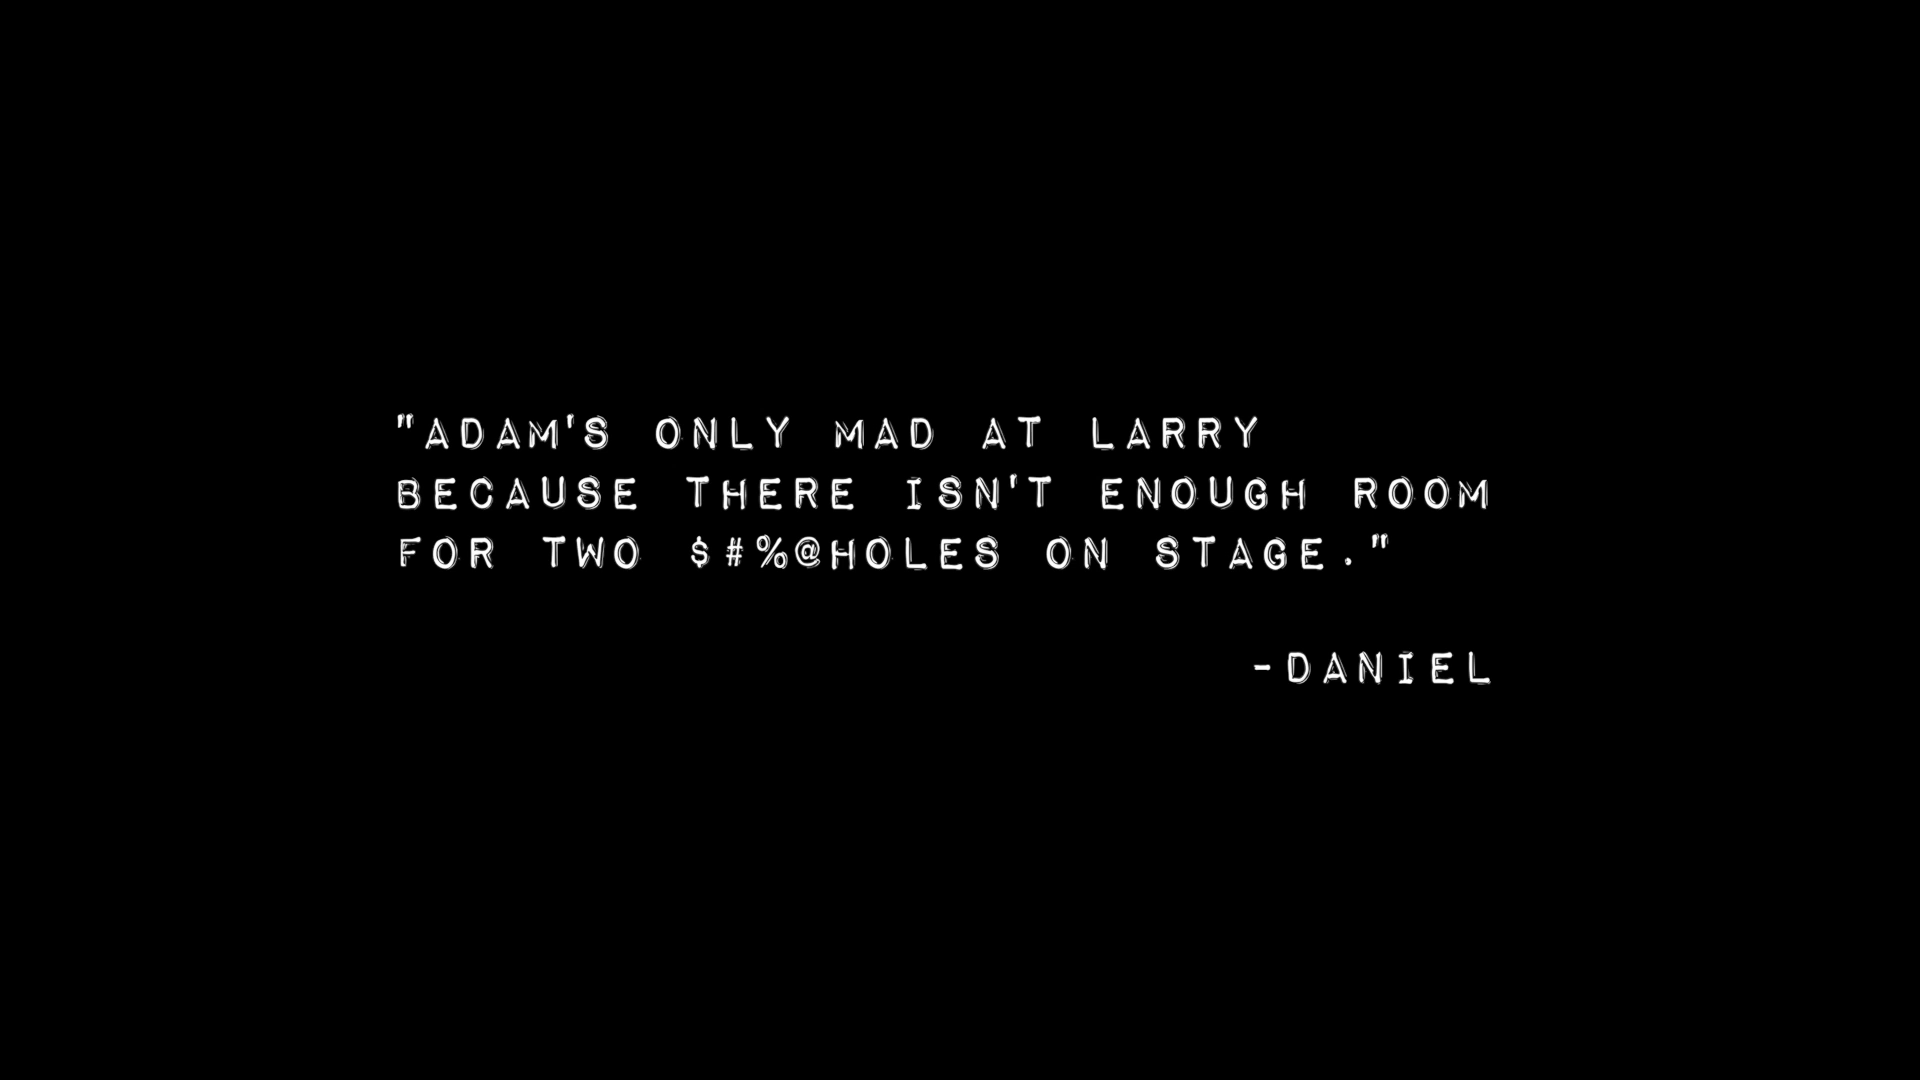 "ADAM'S ONLY MAD AT LARRY
BECAUSE THERE ISN'T ENOUGH ROOM
FOR TWO $#%@HOLES ON STAGE."
-DANIEL